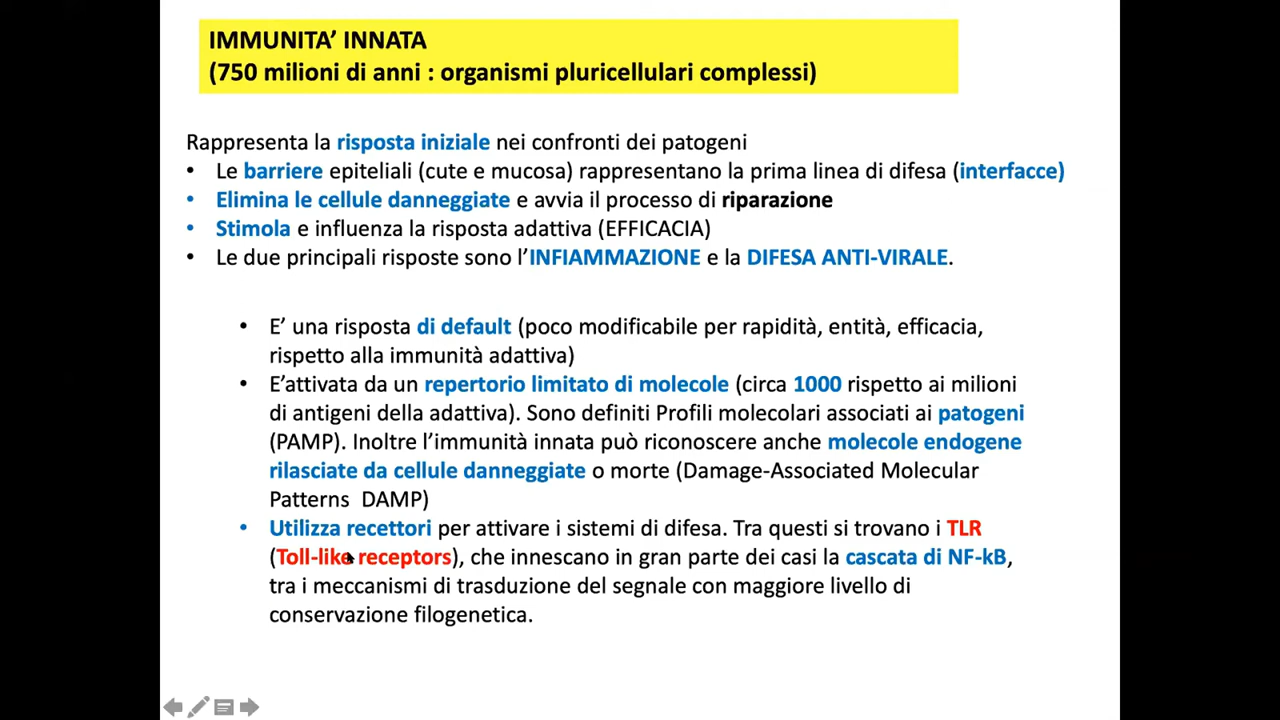 IMMUNITA’ INNATA
(750 milioni di anni : organismi pluricellulari complessi)
Rappresenta la risposta iniziale nei confronti dei patogeni
• Le barriere epiteliali (cute e mucosa) rappresentano la prima linea di difesa (interfacce)
• Elimina le cellule danneggiate e avvia il processo di riparazione
• Stimola e influenza la risposta adattiva (EFFICACIA)
• Le due principali risposte sono l’INFIAMMAZIONE e la DIFESA ANTI-VIRALE.
• E’ una risposta di default (poco modificabile per rapidità, entità, efficacia,
rispetto alla immunità adattiva)
• E’attivata da un repertorio limitato di molecole (circa 1000 rispetto ai milioni
di antigeni della adattiva). Sono definiti Profili molecolari associati ai patogeni
(PAMP). Inoltre l’immunità innata può riconoscere anche molecole endogene
rilasciate da cellule danneggiate o morte (Damage-Associated Molecular
Patterns DAMP)
• Utilizza recettori per attivare i sistemi di difesa. Tra questi si trovano i TLR
(Toll-like receptors), che innescano in gran parte dei casi la cascata di NF-kB,
tra i meccanismi di trasduzione del segnale con maggiore livello di
conservazione filogenetica.